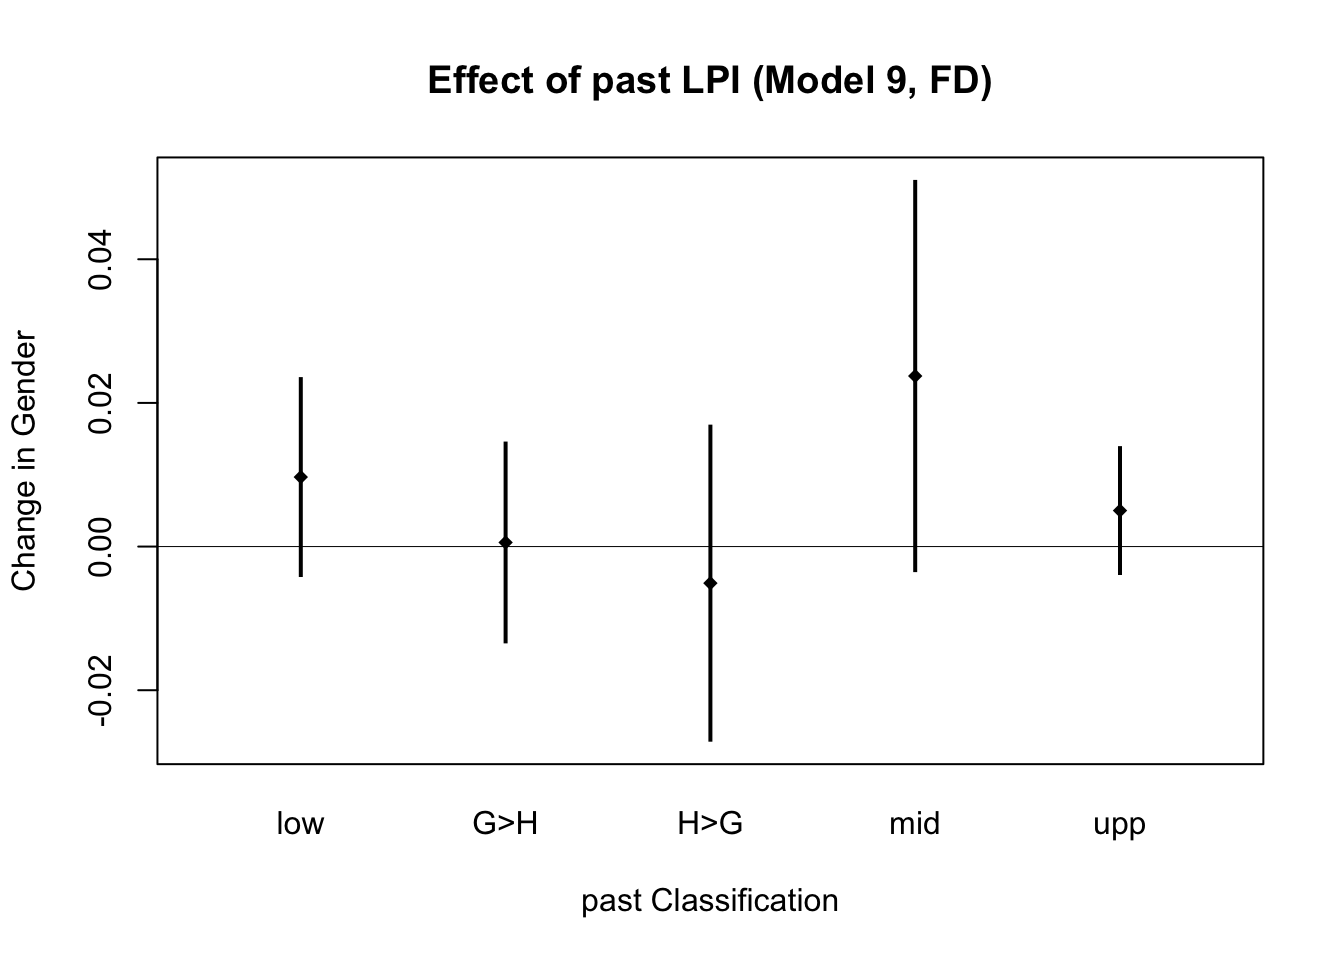 Effect of past LPI (Model 9, FD)
Change in Gender
0.04
0.02
0.00
-0.02
low G>H H>G mid upp
past Classification